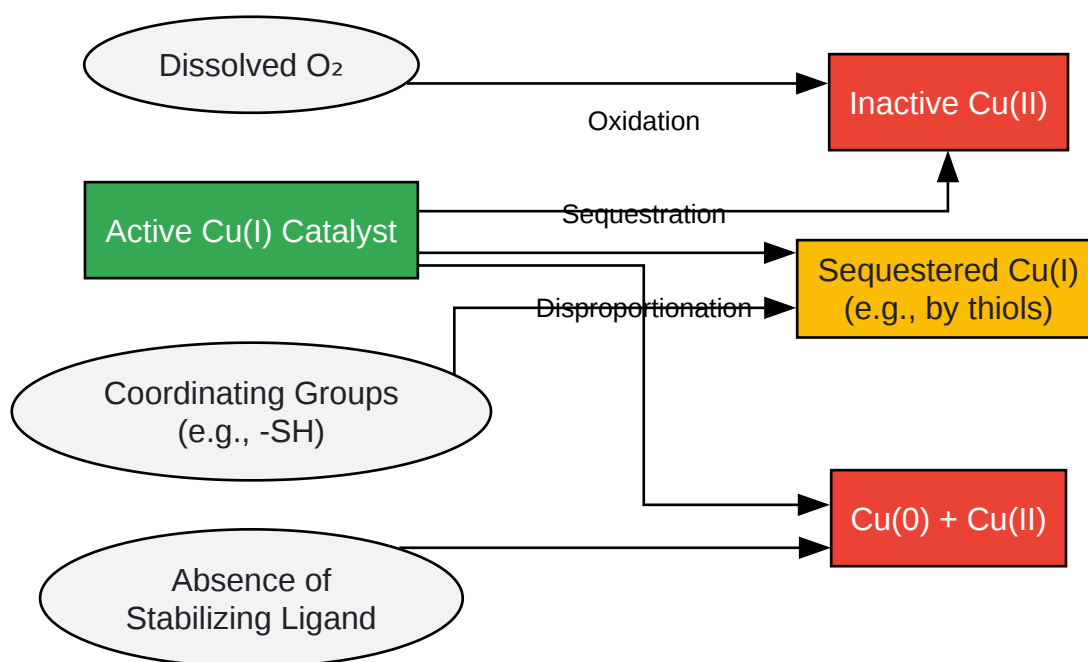 Dissolved O₂
Inactive Cu(II)
Oxidation
Active Cu(I) Catalyst
Sequestration
Sequestered Cu(I)
(e.g., by thiols)
Disproportionation
Coordinating Groups
(e.g., -SH)
Cu(0) + Cu(II)
Absence of
Stabilizing Ligand